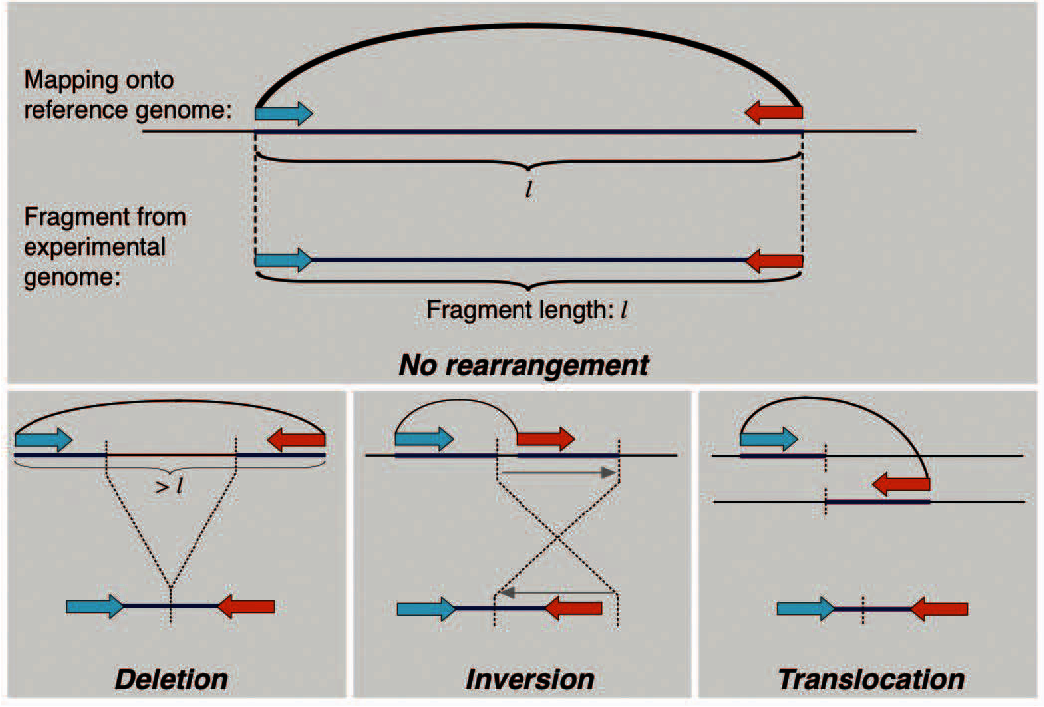 Mapping onto
reference genome:
l
Fragment from
experimental
genome:
Fragment length: l
No rearrangement
> l
Deletion
Inversion
Translocation